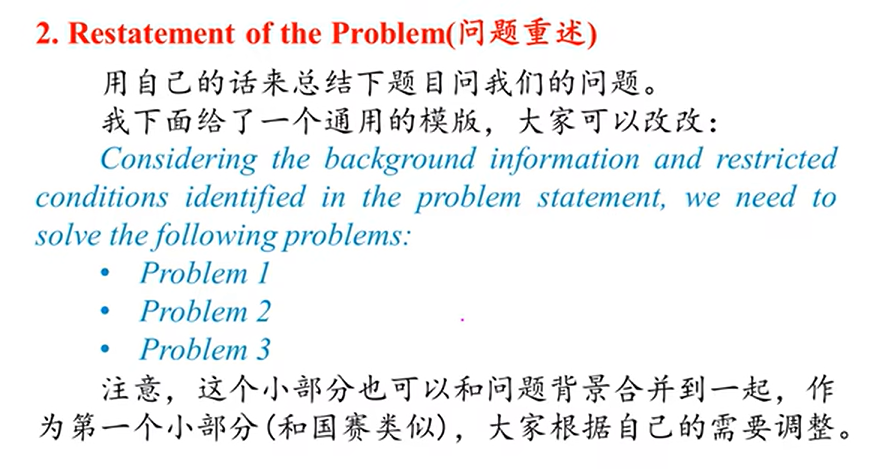 2. Restatement of the Problem(问题重述)
用自己的话来总结下题目问我们的问题。
我下面给了一个通用的模版，大家可以改改：
Considering the background information and restricted
conditions identified in the problem statement, we need to
solve the following problems:
• Problem 1
• Problem 2
• Problem 3
注意，这个小部分也可以和问题背景合并到一起，作
为第一个小部分(和国赛类似)，大家根据自己的需要调整。